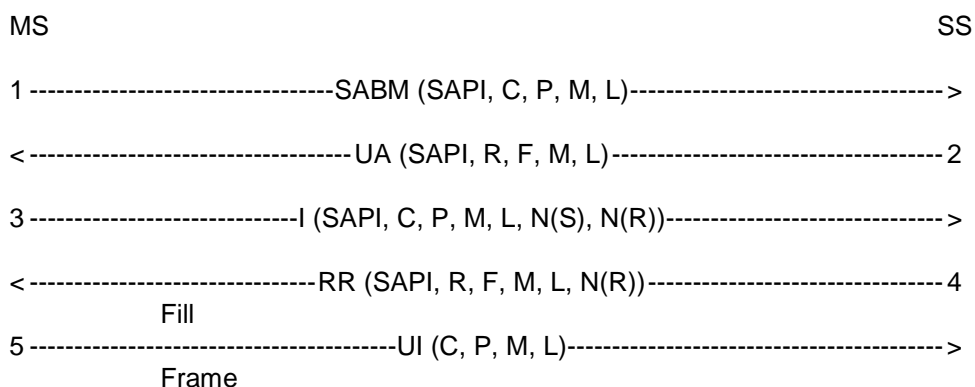 MS SS
1 ----------------------------------SABM (SAPI, C, P, M, L)----------------------------------->
< ------------------------------------UA (SAPI, R, F, M, L)------------------------------------- 2
3 ------------------------------I (SAPI, C, P, M, L, N(S), N(R))------------------------------->
< --------------------------------RR (SAPI, R, F, M, L, N(R))--------------------------------- 4
Fill
5 -----------------------------------------UI (C, P, M, L)------------------------------------------>
Frame